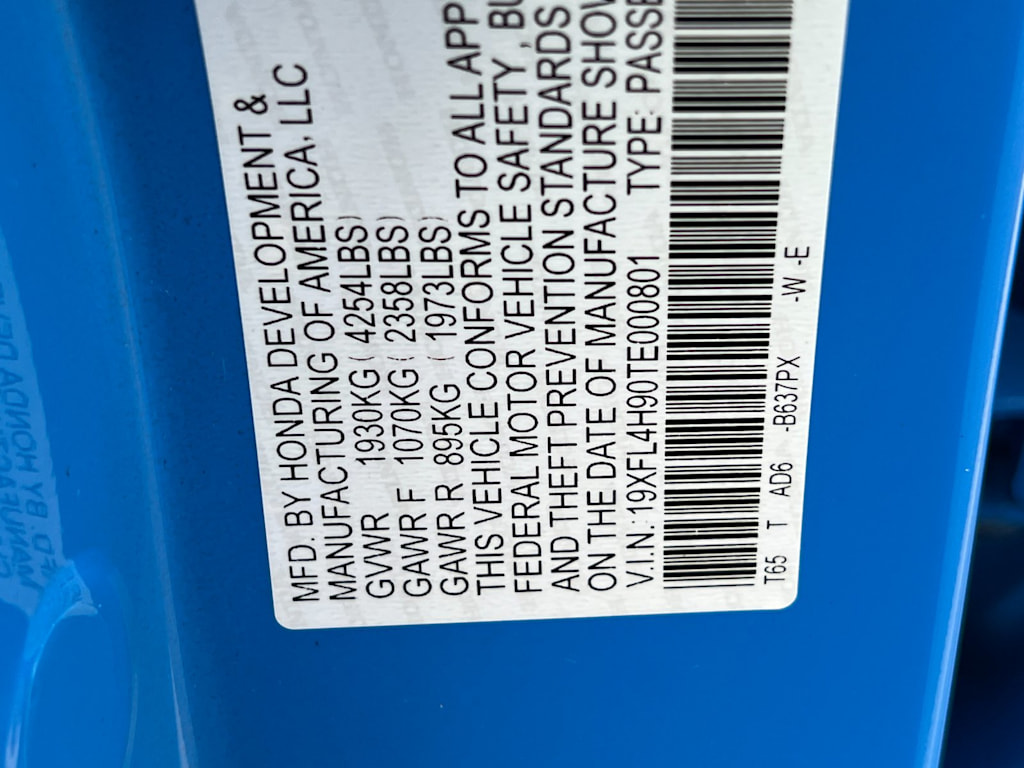 MFD. BY HONDA DEVELOPMENT &
MANUFACTURING OF AMERICA, LLC
GVWR 1930KG ( 4254LBS)
GAWR F 1070KG ( 2358LBS)
GAWR R 895KG ( 1973LBS)
THIS VEHICLE CONFORMS TO ALL APP
FEDERAL MOTOR VEHICLE SAFETY , BU
AND THEFT PREVENTION STANDARDS
ON THE DATE OF MANUFACTURE SHOW
V.I.N.: 19XFL4H90TE000801 TYPE: PASSE
T65 T AD6 -B637PX -W -E